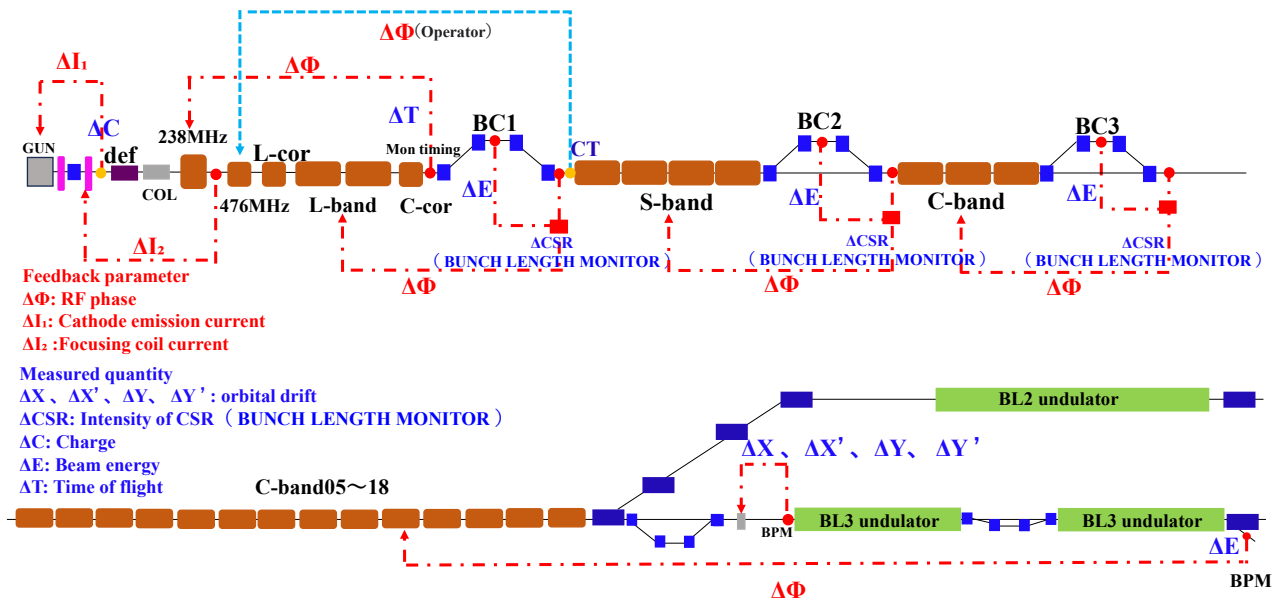 ΔΦ(Operator)
ΔI₁
ΔΦ
ΔC
ΔT
BC1
BC2
BC3
GUN
def
238MHz
L-cor
Mon timing
CT
COL
476MHz
L-band
C-cor
ΔE
S-band
ΔE
C-band
ΔE
ΔI₂
ΔCSR
(BUNCH LENGTH MONITOR)
ΔCSR
(BUNCH LENGTH MONITOR)
ΔCSR
(BUNCH LENGTH MONITOR)
ΔΦ
ΔΦ
ΔΦ
Feedback parameter
ΔΦ: RF phase
ΔI₁: Cathode emission current
ΔI₂ :Focusing coil current
Measured quantity
ΔX 、ΔX’、ΔY、 ΔY ’ : orbital drift
ΔCSR: Intensity of CSR ( BUNCH LENGTH MONITOR )
ΔC: Charge
ΔE: Beam energy
ΔT: Time of flight
BL2 undulator
ΔX 、 ΔX’、ΔY、 ΔY ’
C-band05～18
BPM
BL3 undulator
BL3 undulator
ΔE
BPM
ΔΦ